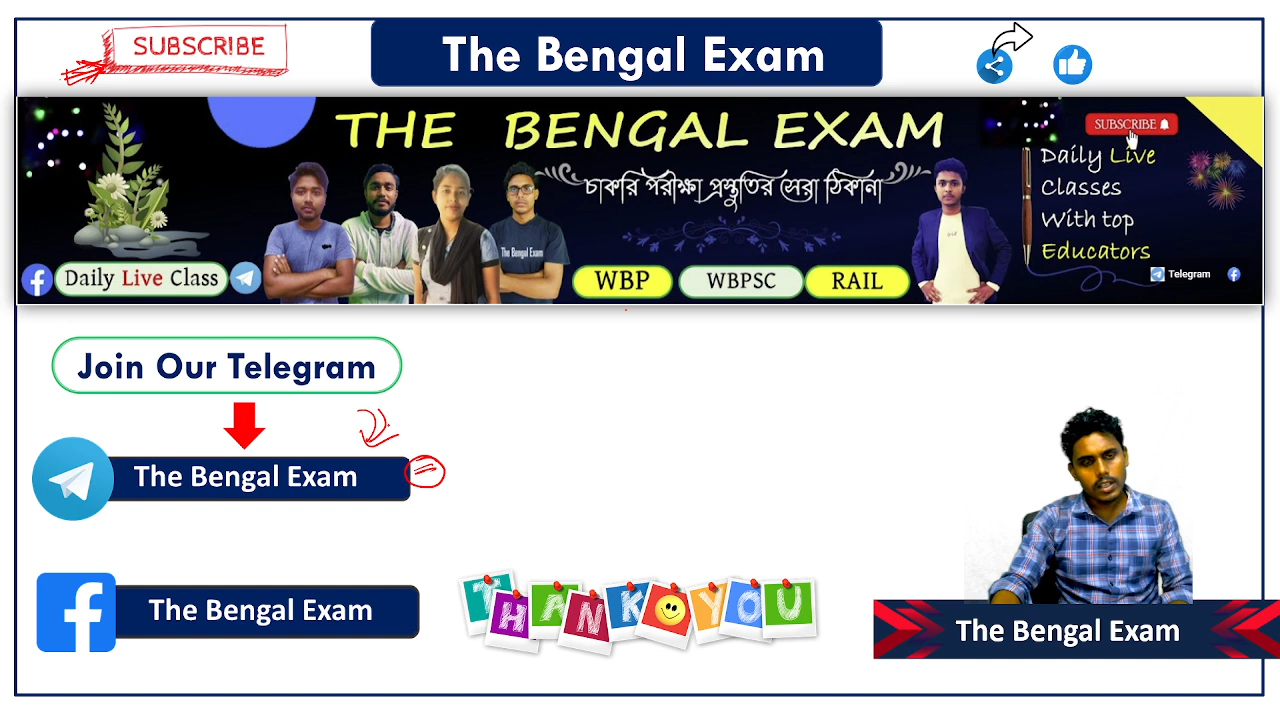 SUBSCRIBE
The Bengal Exam
THE BENGAL EXAM
SUBSCRIBE
চাকরি পরীক্ষা প্রস্তুতির সেরা ঠিকানা
Daily Live
Classes
With top
Educators
The Bengal Exam
Daily Live Class
WBP
WBPSC
RAIL
Telegram
Join Our Telegram
The Bengal Exam
The Bengal Exam
THANK YOU
The Bengal Exam